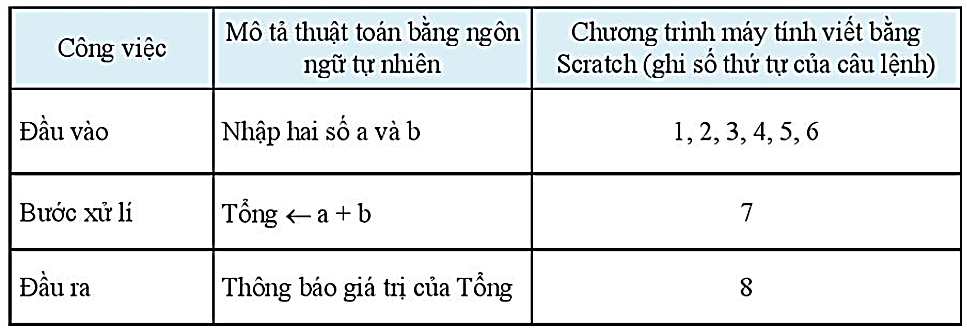 Công việc
Mô tả thuật toán bằng ngôn
ngữ tự nhiên
Chương trình máy tính viết bằng
Scratch (ghi số thứ tự của câu lệnh)
Đầu vào
Nhập hai số a và b
1, 2, 3, 4, 5, 6
Bước xử lí
Tổng ← a + b
7
Đầu ra
Thông báo giá trị của Tổng
8